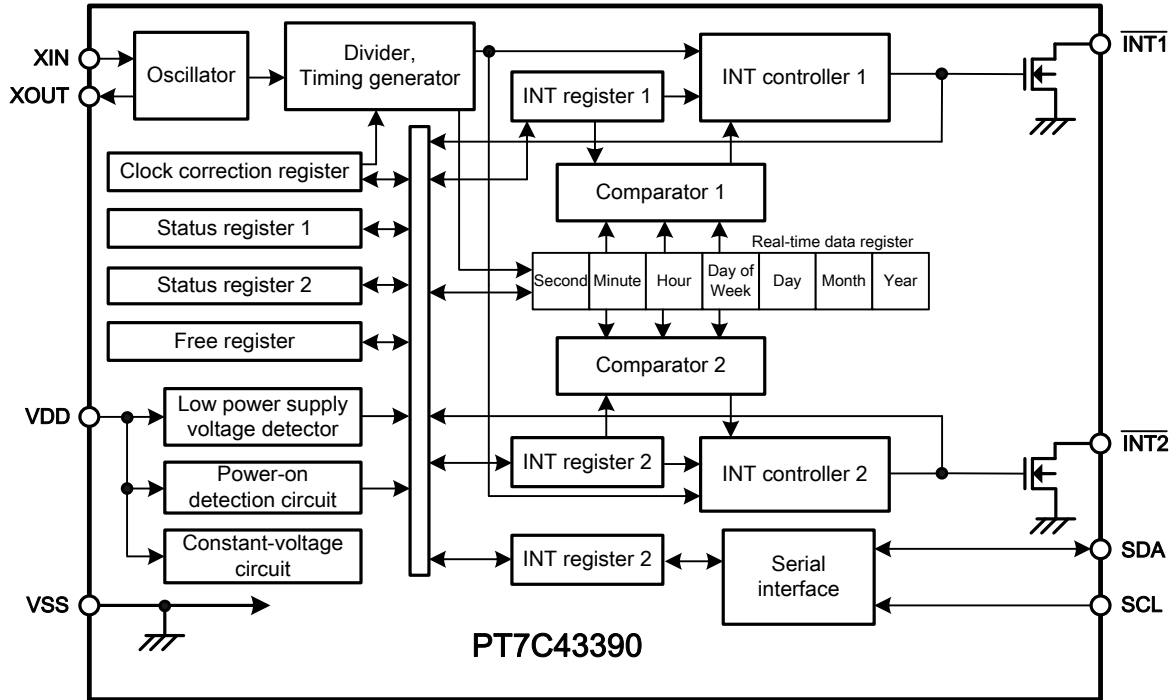 XIN
XOUT
Oscillator
Divider,
Timing generator
INT register 1
INT controller 1
INT1
Clock correction register
Comparator 1
Status register 1
Real-time data register
Second
Minute
Hour
Day of
Week
Day
Month
Year
Status register 2
Free register
Comparator 2
VDD
Low power supply
voltage detector
INT register 2
INT controller 2
INT2
Power-on
detection circuit
Constant-voltage
circuit
INT register 2
Serial
interface
SDA
SCL
VSS
PT7C43390